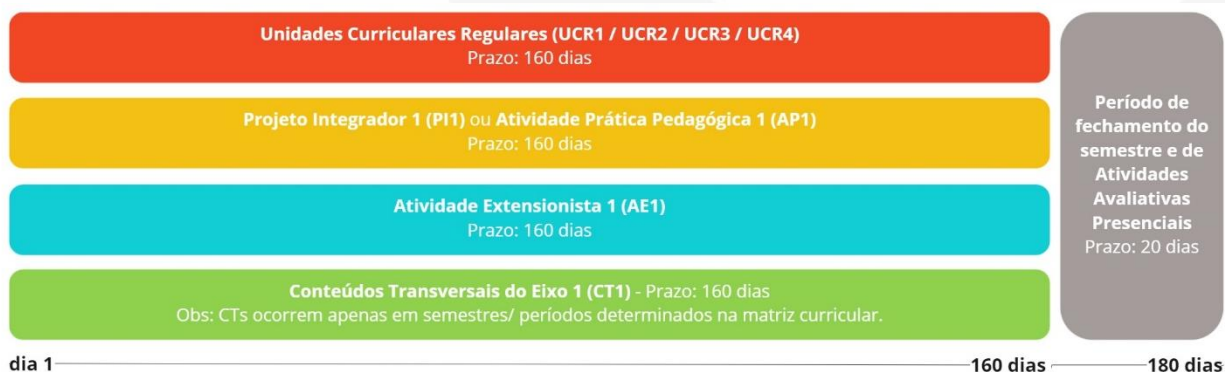 Unidades Curriculares Regulares (UCR1 / UCR2 / UCR3 / UCR4)
Prazo: 160 dias
Projeto Integrador 1 (PI1) ou Atividade Prática Pedagógica 1 (AP1)
Prazo: 160 dias
Atividade Extensionista 1 (AE1)
Prazo: 160 dias
Conteúdos Transversais do Eixo 1 (CT1) - Prazo: 160 dias
Obs: CTs ocorrem apenas em semestres/ períodos determinados na matriz curricular.
Período de
fechamento do
semestre e de
Atividades
Avaliativas
Presenciais
Prazo: 20 dias
dia 1
160 dias
180 dias